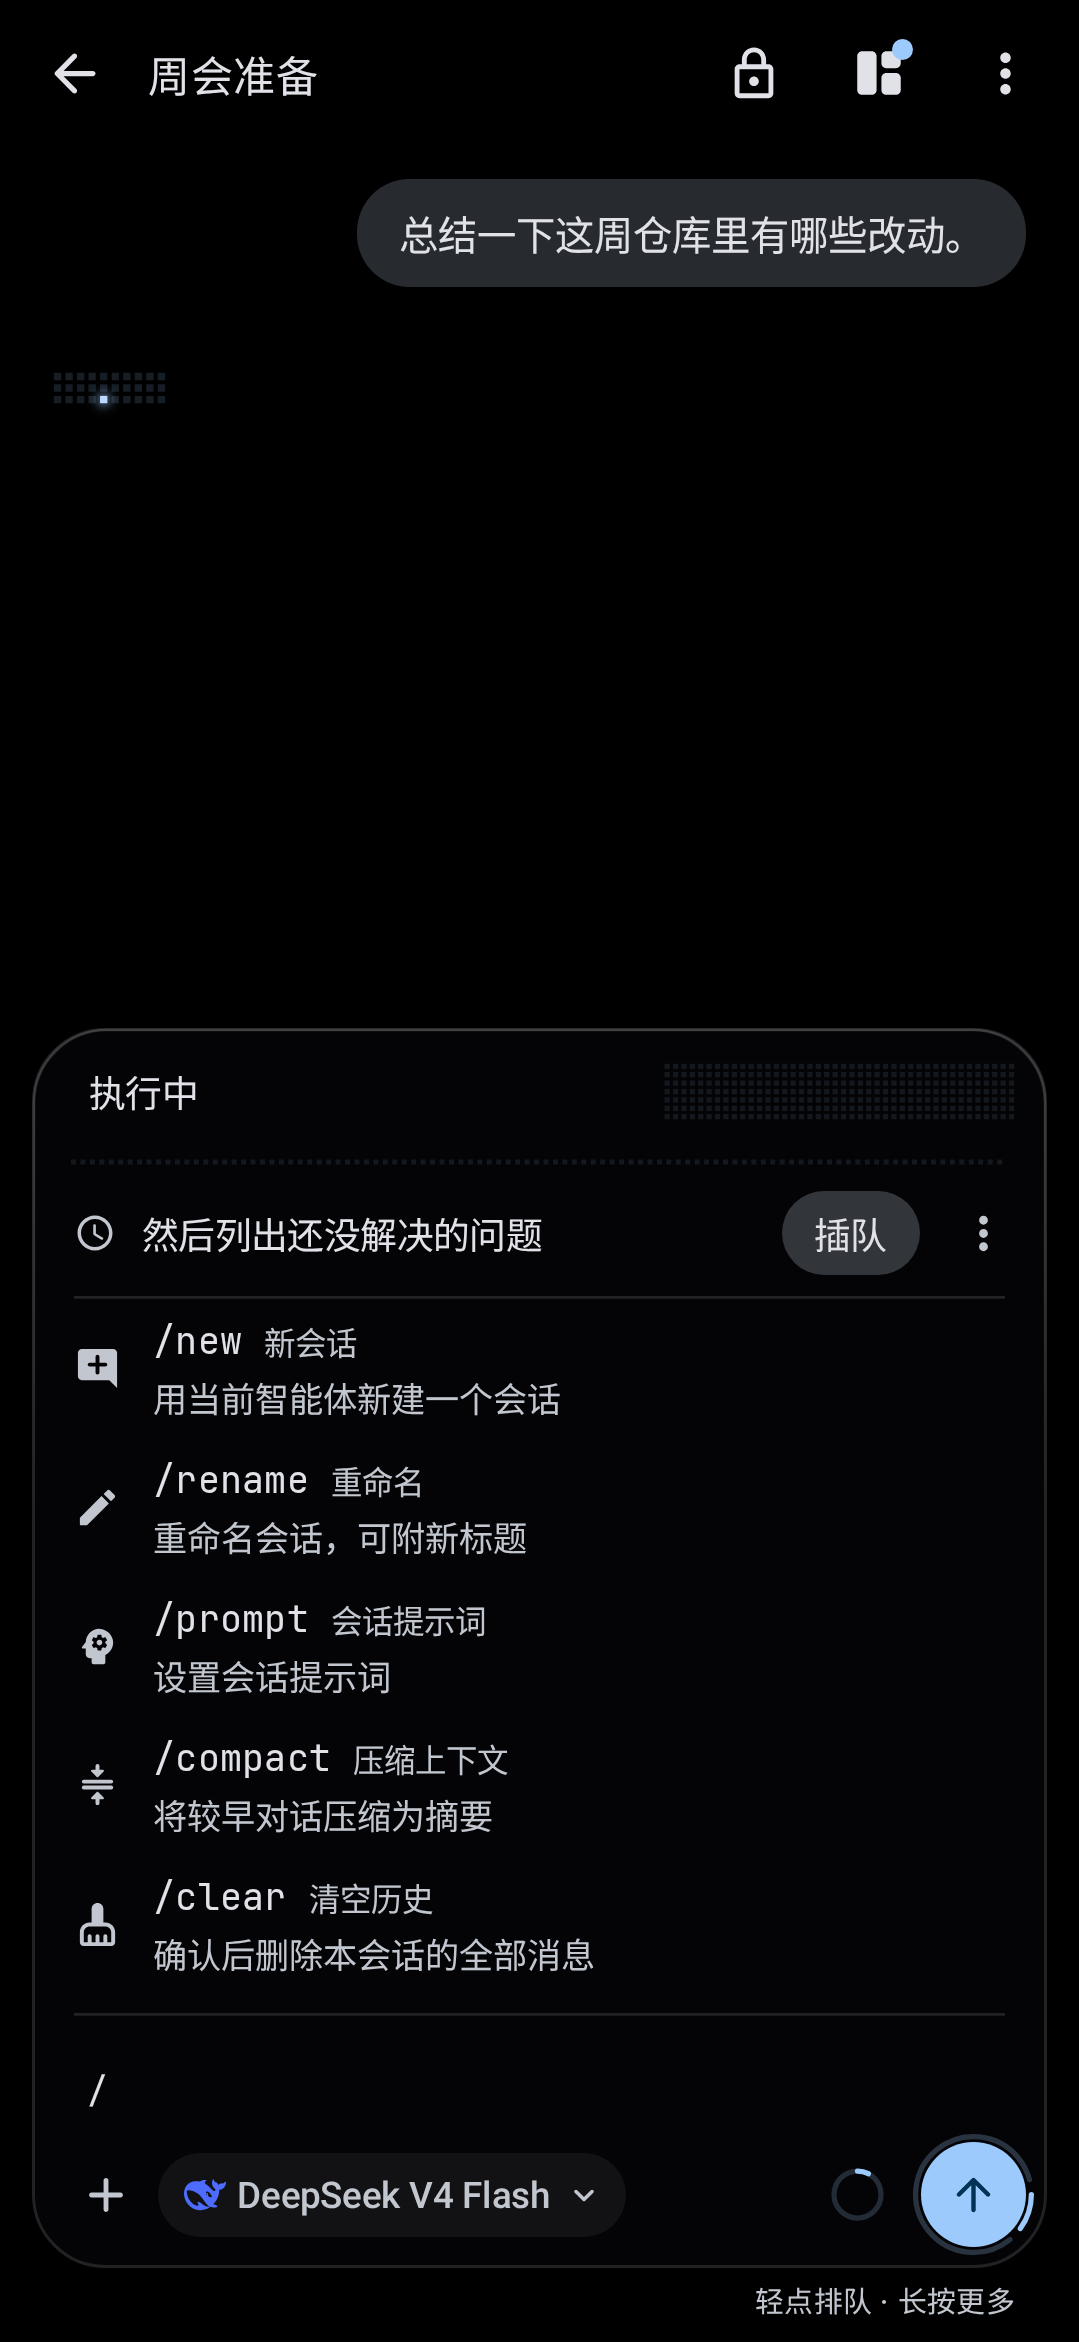 周会准备
总结一下这周仓库里有哪些改动。
执行中
然后列出还没解决的问题 插队
/new 新会话
用当前智能体新建一个会话
/rename 重命名
重命名会话，可附新标题
/prompt 会话提示词
设置会话提示词
/compact 压缩上下文
将较早对话压缩为摘要
/clear 清空历史
确认后删除本会话的全部消息
/
DeepSeek V4 Flash
轻点排队 · 长按更多